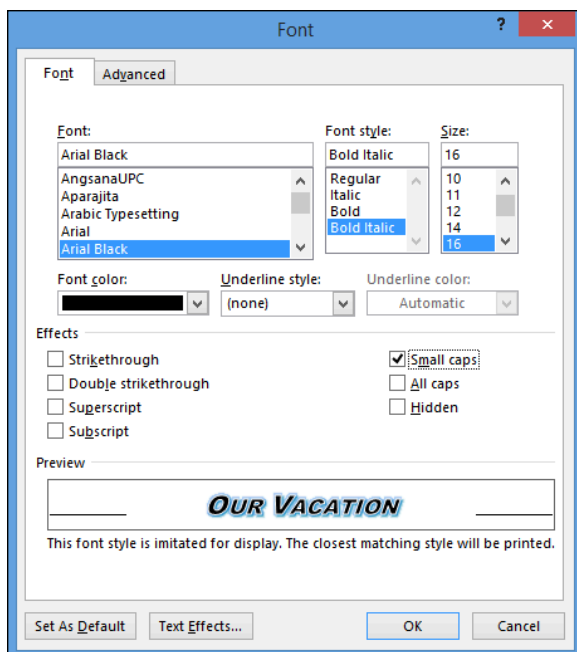 Font ?
Font Advanced
Font: Font style: Size:
Arial Black Bold Italic 16
AngsanaUPC Regular 10
Aparajita Italic 11
Arabic Typesetting Bold 12
Arial Bold Italic 14
Arial Black 16
Font color: Underline style: Underline color:
(none) Automatic
Effects
Strikethrough Small caps
Double strikethrough All caps
Superscript Hidden
Subscript
Preview
OUR VACATION
This font style is imitated for display. The closest matching style will be printed.
Set As Default Text Effects... OK Cancel